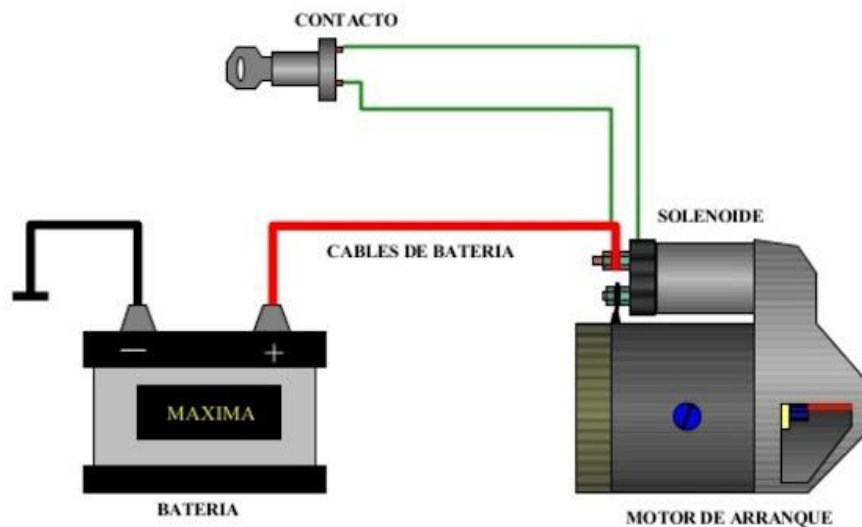 CONTACTO
SOLENOIDE
CABLES DE BATERIA
– +
MAXIMA
BATERIA
MOTOR DE ARRANQUE